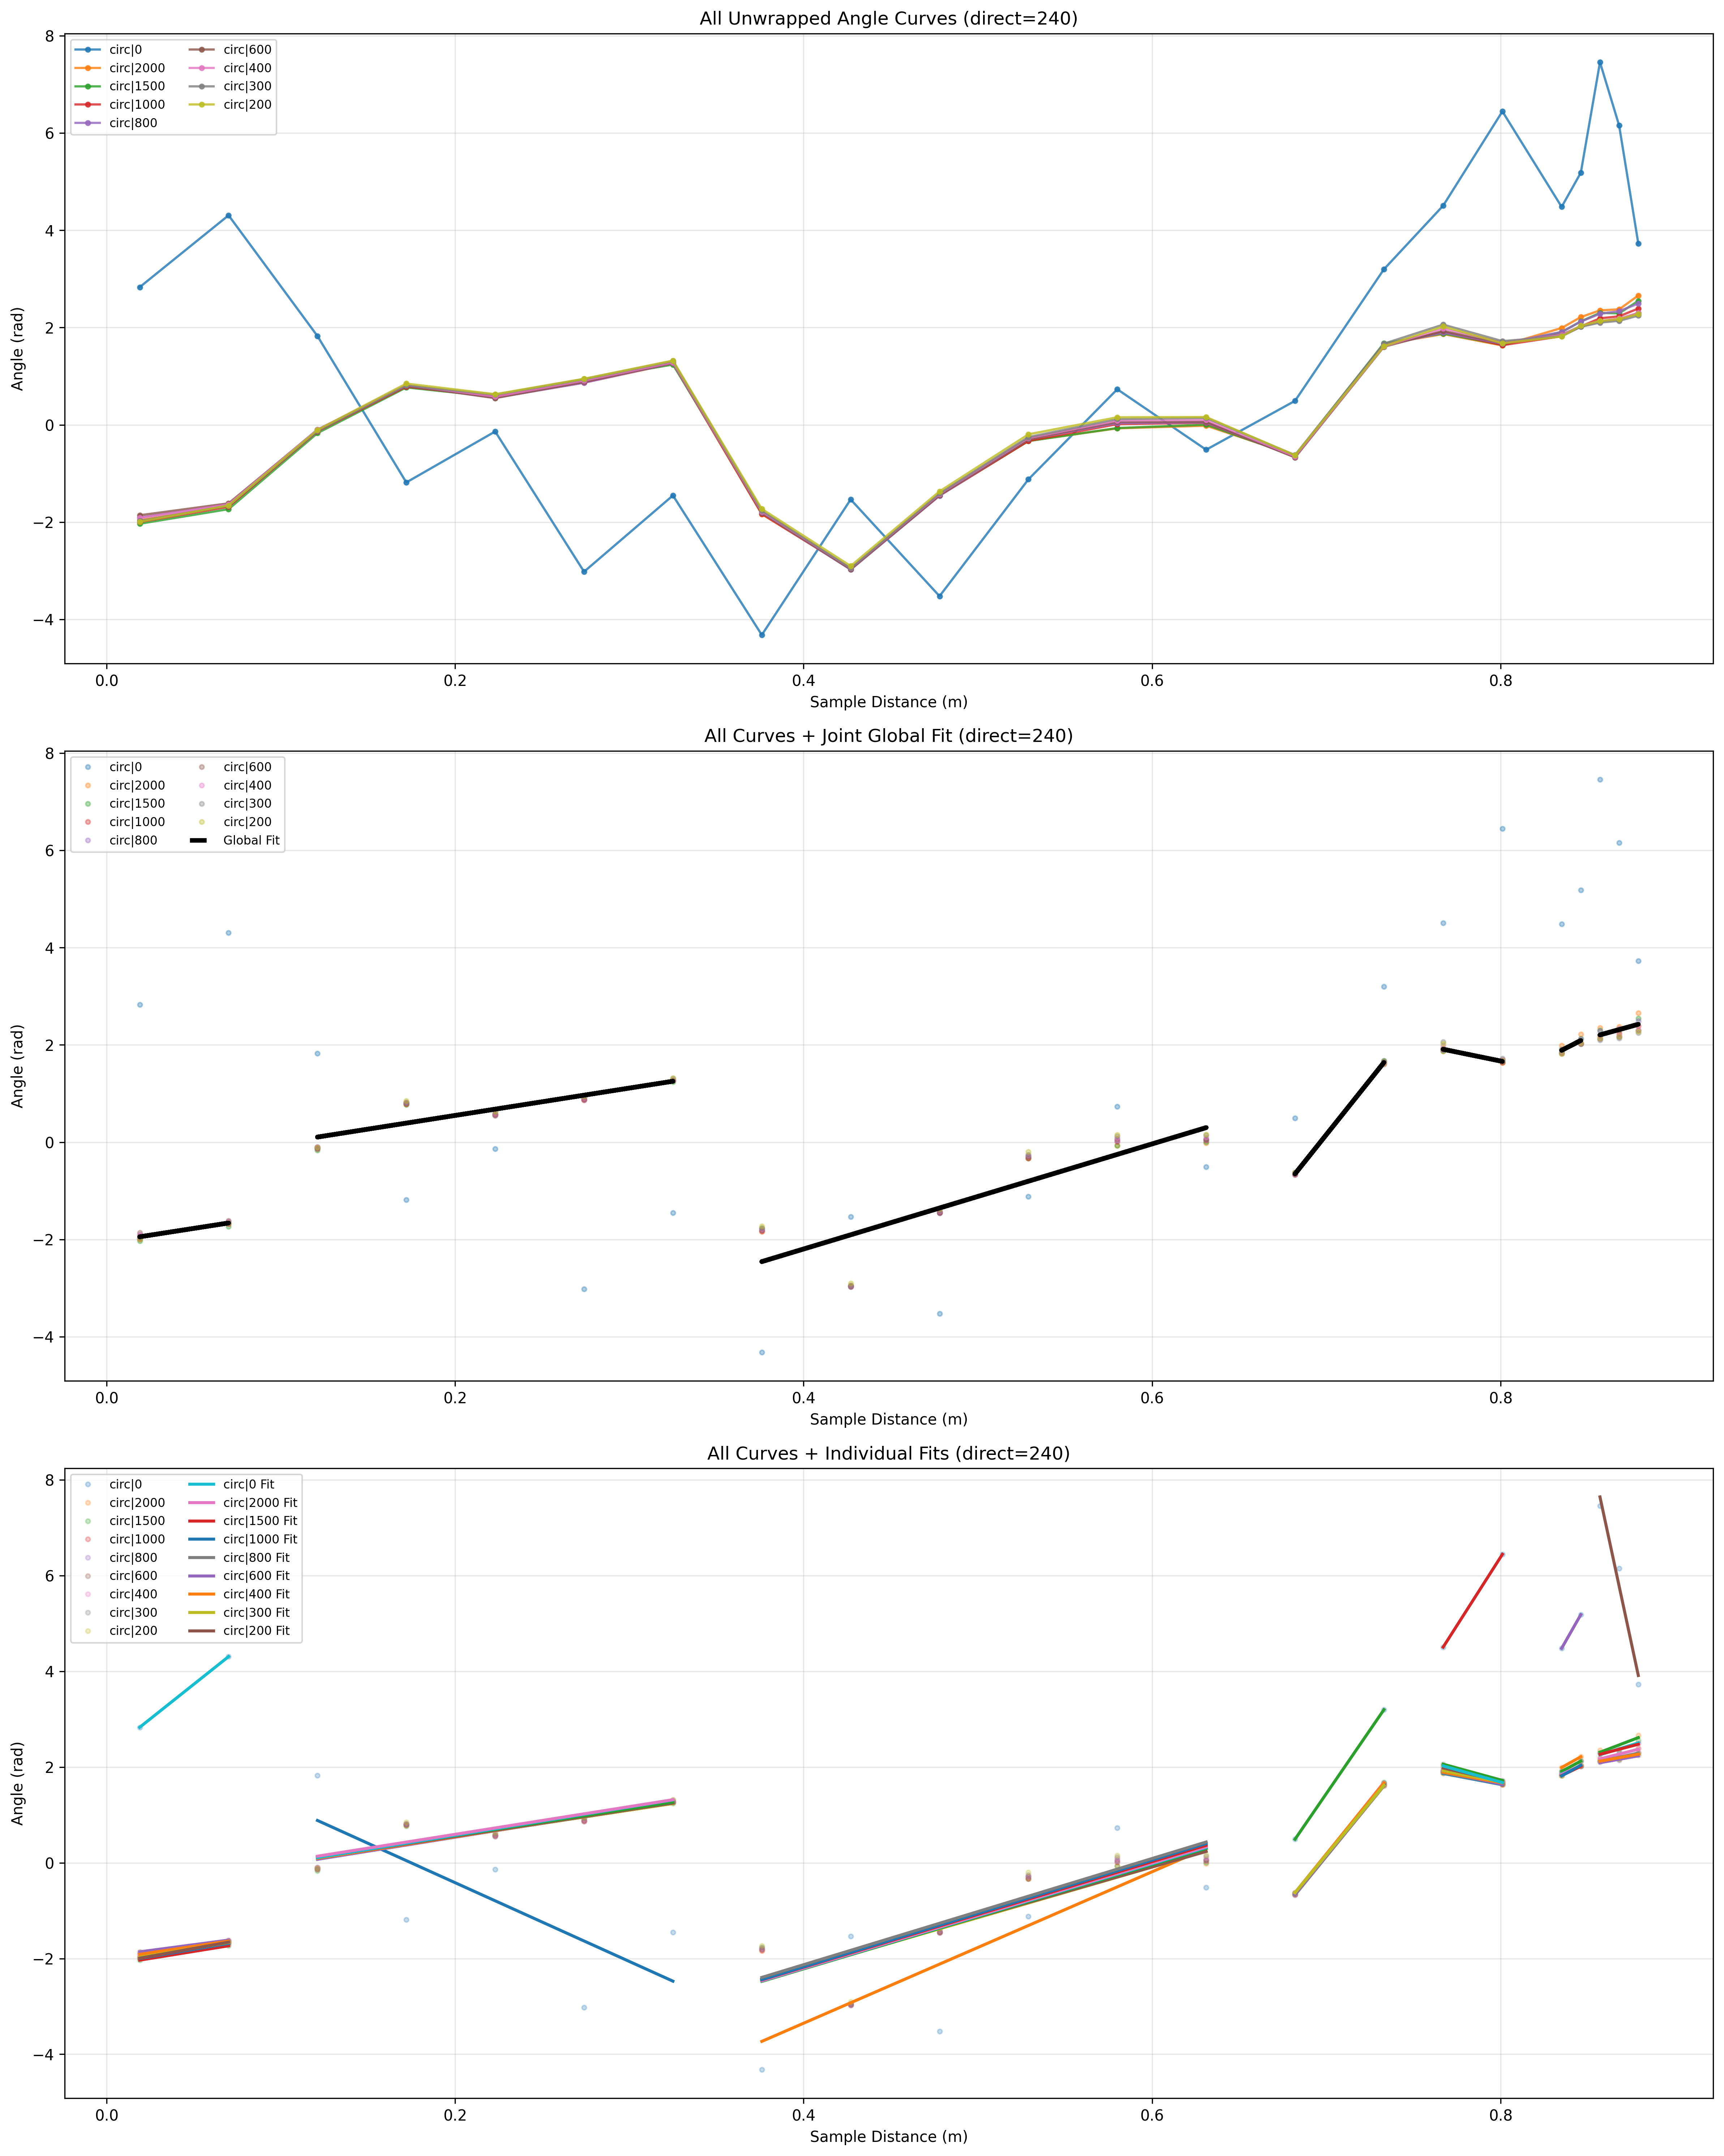 All Unwrapped Angle Curves (direct=240)
circ|0
circ|2000
circ|1500
circ|1000
circ|800
circ|600
circ|400
circ|300
circ|200
8
6
4
2
0
−2
−4
Angle (rad)
0.0 0.2 0.4 0.6 0.8
Sample Distance (m)
All Curves + Joint Global Fit (direct=240)
circ|0
circ|2000
circ|1500
circ|1000
circ|800
circ|600
circ|400
circ|300
circ|200
Global Fit
8
6
4
2
0
−2
−4
Angle (rad)
0.0 0.2 0.4 0.6 0.8
Sample Distance (m)
All Curves + Individual Fits (direct=240)
circ|0
circ|2000
circ|1500
circ|1000
circ|800
circ|600
circ|400
circ|300
circ|200
circ|0 Fit
circ|2000 Fit
circ|1500 Fit
circ|1000 Fit
circ|800 Fit
circ|600 Fit
circ|400 Fit
circ|300 Fit
circ|200 Fit
8
6
4
2
0
−2
−4
Angle (rad)
0.0 0.2 0.4 0.6 0.8
Sample Distance (m)